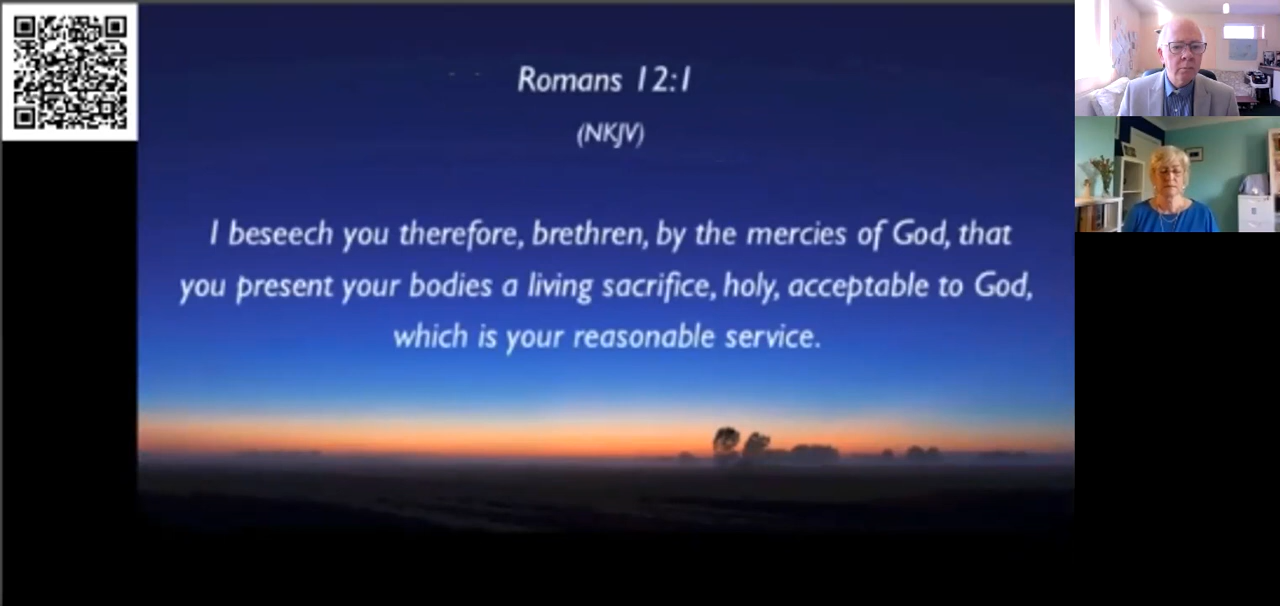 Romans 12:1
(NKJV)
I beseech you therefore, brethren, by the mercies of God, that
you present your bodies a living sacrifice, holy, acceptable to God,
which is your reasonable service.